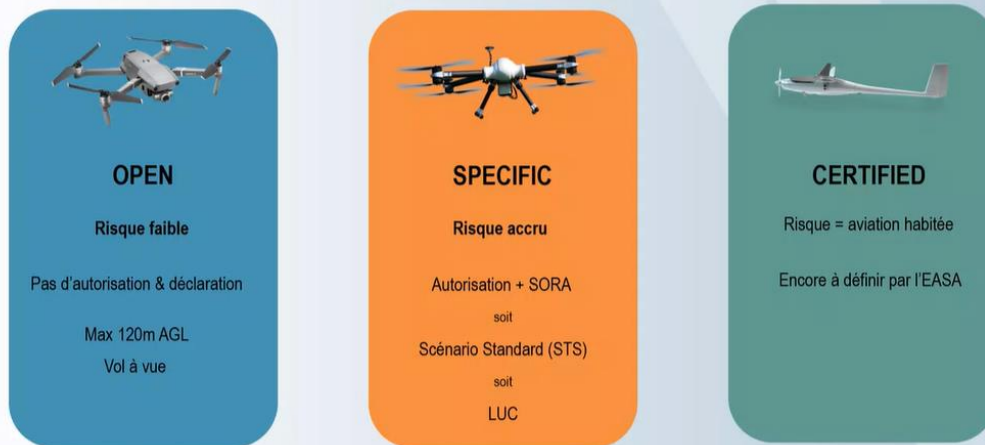 OPEN
Risque faible
Pas d'autorisation & déclaration
Max 120m AGL
Vol à vue
SPECIFIC
Risque accru
Autorisation + SORA
soit
Scénario Standard (STS)
soit
LUC
CERTIFIED
Risque = aviation habitée
Encore à définir par l'EASA